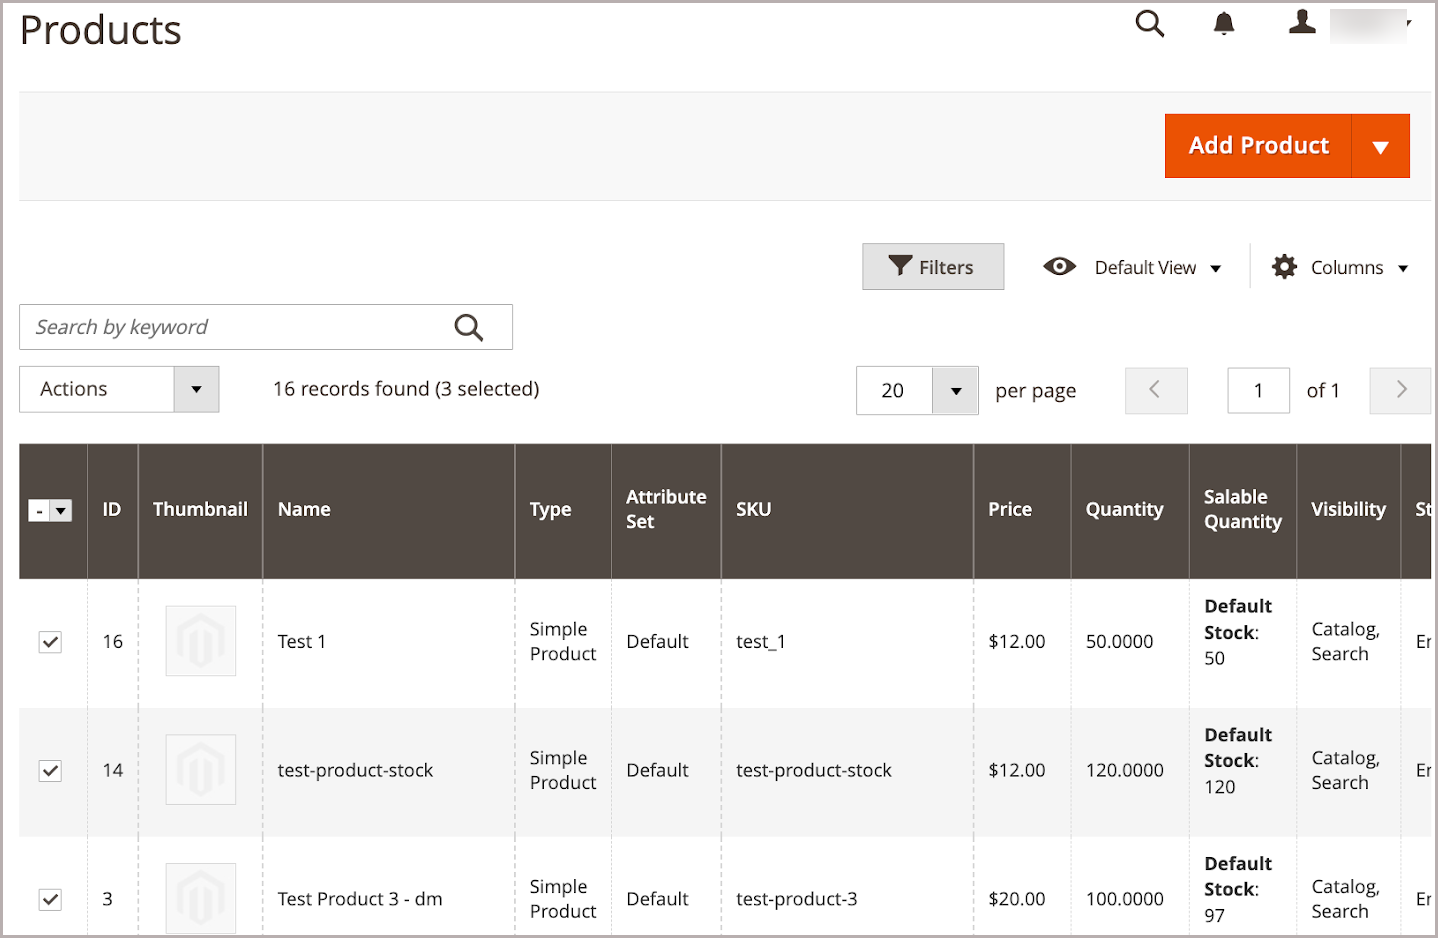 Products
Add Product
Filters
Default View
Columns
Search by keyword
Actions
16 records found (3 selected)
20
per page
1
of 1
-
ID
Thumbnail
Name
Type
Attribute
Set
SKU
Price
Quantity
Salable
Quantity
Visibility
St
16
Test 1
Simple
Product
Default
test_1
$12.00
50.0000
Default
Stock:
50
Catalog,
Search
En
14
test-product-stock
Simple
Product
Default
test-product-stock
$12.00
120.0000
Default
Stock:
120
Catalog,
Search
En
3
Test Product 3 - dm
Simple
Product
Default
test-product-3
$20.00
100.0000
Default
Stock:
97
Catalog,
Search
En